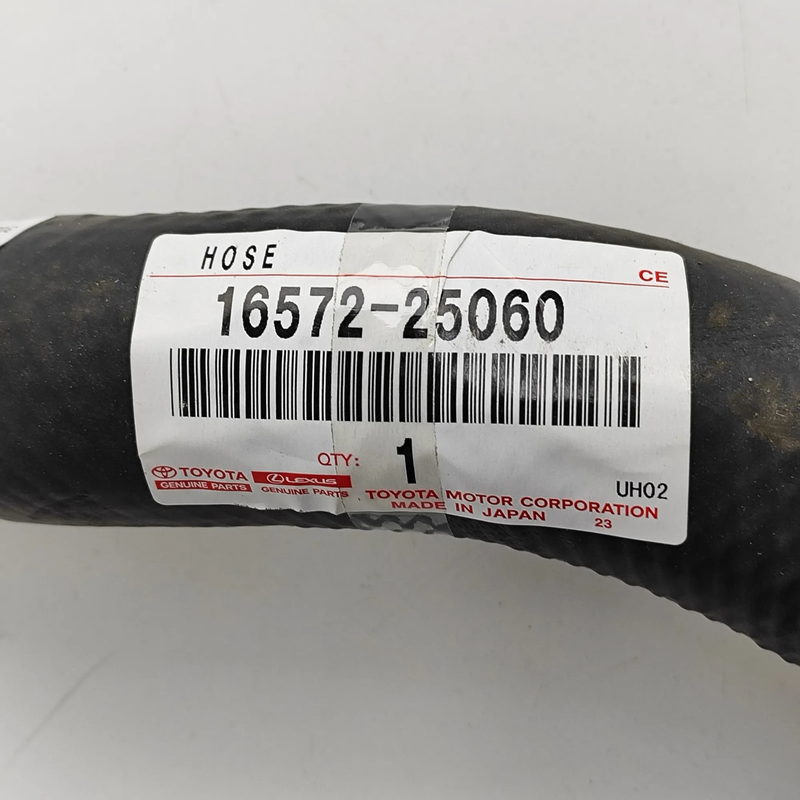 HOSE
CE
16572-25060
QTY: 1
TOYOTA LEXUS
GENUINE PARTS GENUINE PARTS
UH02
TOYOTA MOTOR CORPORATION
MADE IN JAPAN 23